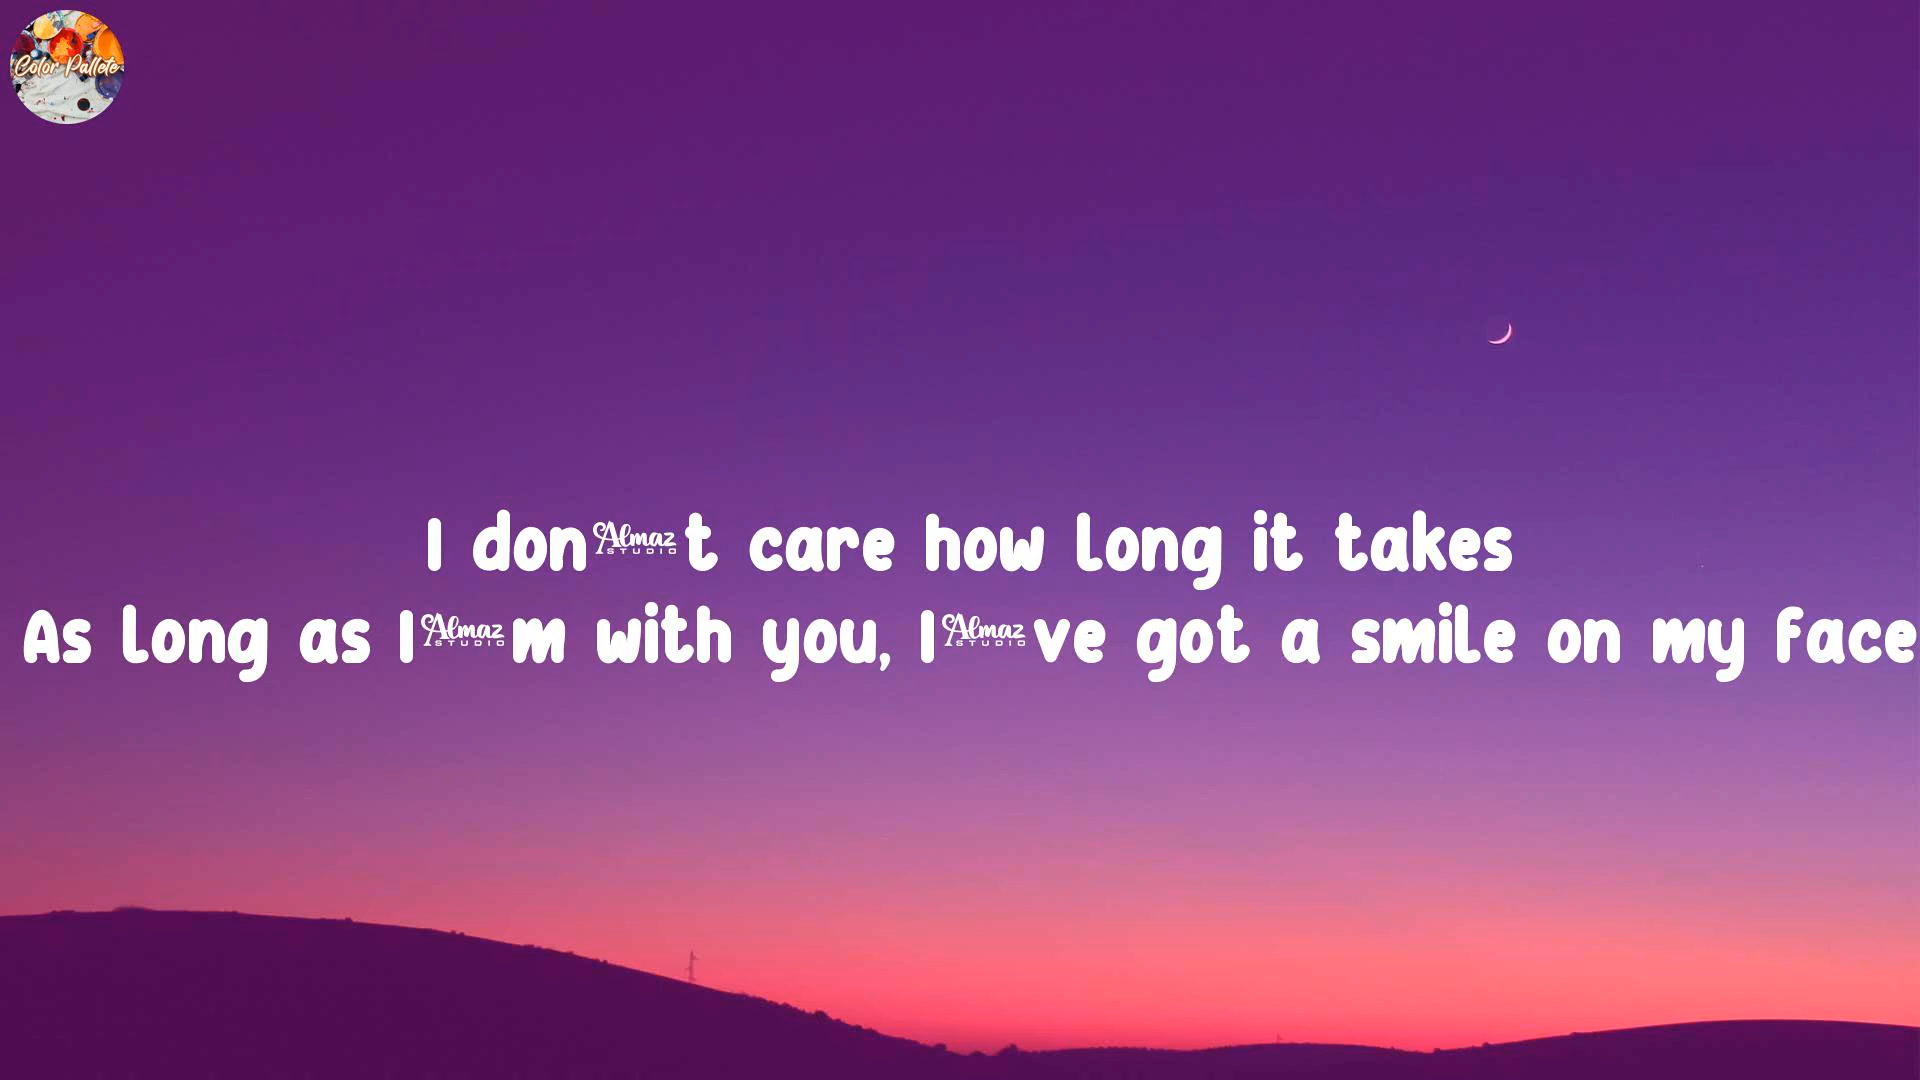 Color Pallete
I donAlmaz STUDIOt care how long it takes
As long as IAlmaz STUDIOm with you, IAlmaz STUDIOve got a smile on my face